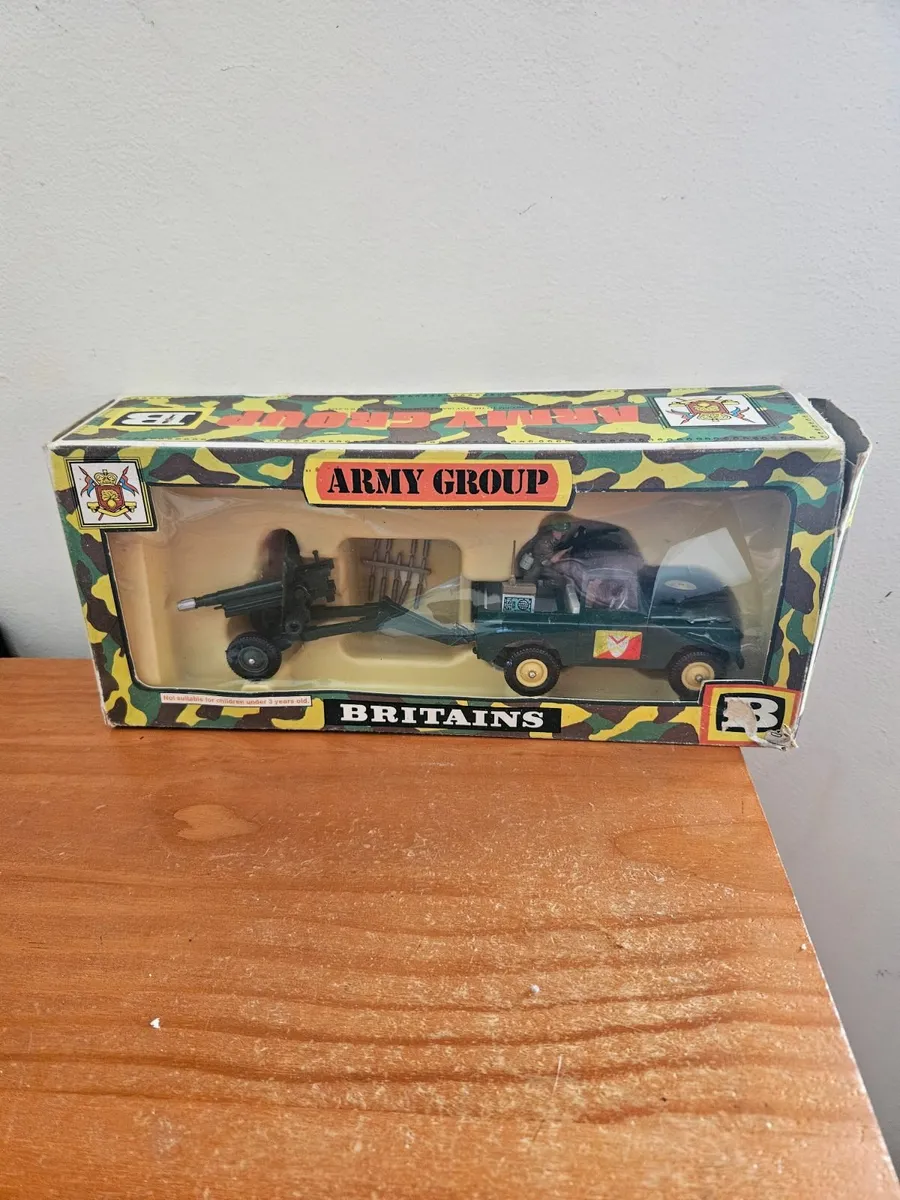 ARMY GROUP
ARMY GROUP
Not suitable for children under 3 years old.
BRITAINS
B